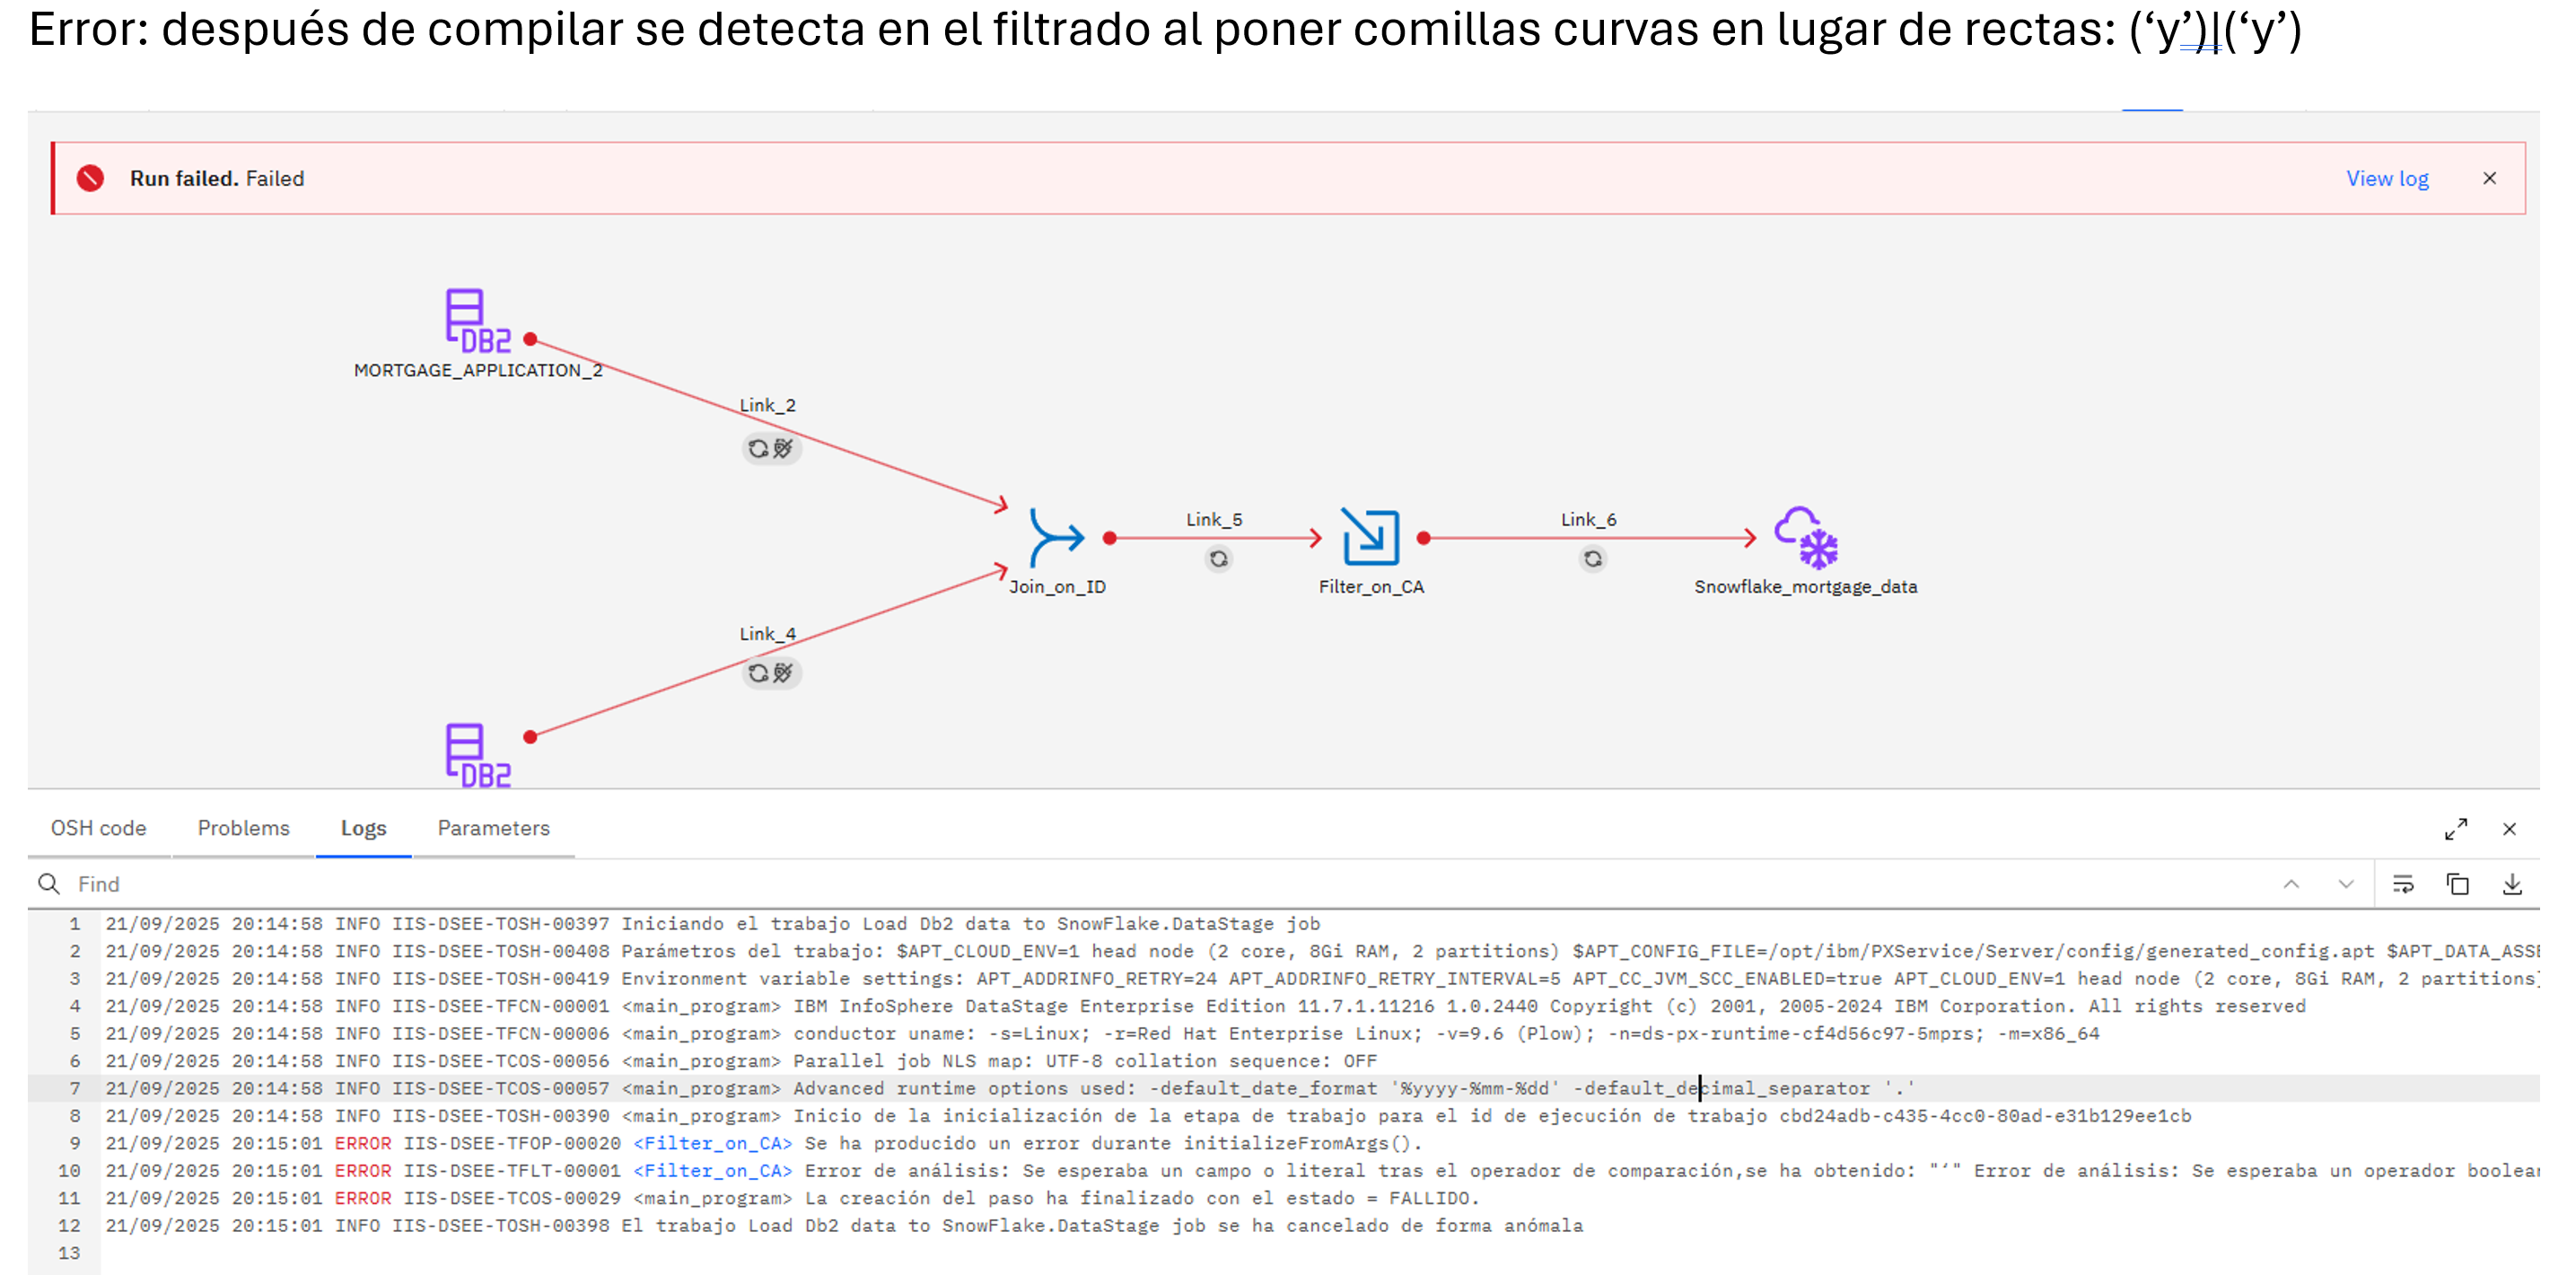 Error: después de compilar se detecta en el filtrado al poner comillas curvas en lugar de rectas: (‘y’)|(‘y’)
Run failed. Failed
View log
DB2
MORTGAGE_APPLICATION_2
Link_2
Link_5
Link_6
Join_on_ID
Filter_on_CA
Snowflake_mortgage_data
Link_4
DB2
OSH code
Problems
Logs
Parameters
Find
1 21/09/2025 20:14:58 INFO IIS-DSEE-TOSH-00397 Iniciando el trabajo Load Db2 data to SnowFlake.DataStage job
2 21/09/2025 20:14:58 INFO IIS-DSEE-TOSH-00408 Parámetros del trabajo: $APT_CLOUD_ENV=1 head node (2 core, 8Gi RAM, 2 partitions) $APT_CONFIG_FILE=/opt/ibm/PXService/Server/config/generated_config.apt $APT_DATA_ASSE
3 21/09/2025 20:14:58 INFO IIS-DSEE-TOSH-00419 Environment variable settings: APT_ADDRINFO_RETRY=24 APT_ADDRINFO_RETRY_INTERVAL=5 APT_CC_JVM_SCC_ENABLED=true APT_CLOUD_ENV=1 head node (2 core, 8Gi RAM, 2 partitions)
4 21/09/2025 20:14:58 INFO IIS-DSEE-TFCN-00001 <main_program> IBM InfoSphere DataStage Enterprise Edition 11.7.1.11216 1.0.2440 Copyright (c) 2001, 2005-2024 IBM Corporation. All rights reserved
5 21/09/2025 20:14:58 INFO IIS-DSEE-TFCN-00006 <main_program> conductor uname: -s=Linux; -r=Red Hat Enterprise Linux; -v=9.6 (Plow); -n=ds-px-runtime-cf4d56c97-5mprs; -m=x86_64
6 21/09/2025 20:14:58 INFO IIS-DSEE-TCOS-00056 <main_program> Parallel job NLS map: UTF-8 collation sequence: OFF
7 21/09/2025 20:14:58 INFO IIS-DSEE-TCOS-00057 <main_program> Advanced runtime options used: -default_date_format '%yyyy-%mm-%dd' -default_decimal_separator '.'
8 21/09/2025 20:14:58 INFO IIS-DSEE-TOSH-00390 <main_program> Inicio de la inicialización de la etapa de trabajo para el id de ejecución de trabajo cbd24adb-c435-4cc0-80ad-e31b129ee1cb
9 21/09/2025 20:15:01 ERROR IIS-DSEE-TFOP-00020 <Filter_on_CA> Se ha producido un error durante initializeFromArgs().
10 21/09/2025 20:15:01 ERROR IIS-DSEE-TFLT-00001 <Filter_on_CA> Error de análisis: Se esperaba un campo o literal tras el operador de comparación,se ha obtenido: "‘" Error de análisis: Se esperaba un operador boolean
11 21/09/2025 20:15:01 ERROR IIS-DSEE-TCOS-00029 <main_program> La creación del paso ha finalizado con el estado = FALLIDO.
12 21/09/2025 20:15:01 INFO IIS-DSEE-TOSH-00398 El trabajo Load Db2 data to SnowFlake.DataStage job se ha cancelado de forma anómala
13